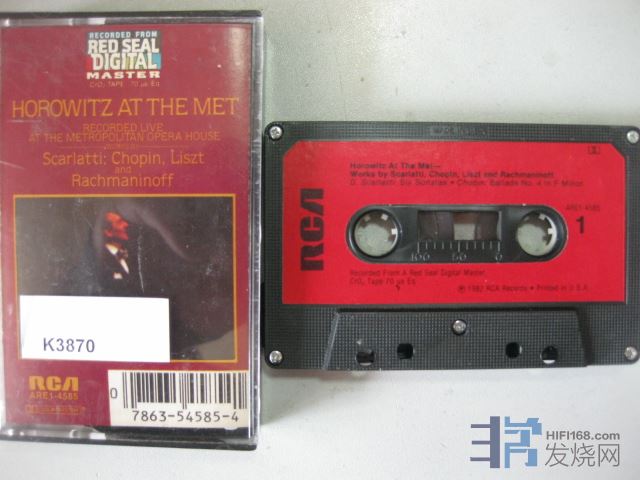 RECORDED FROM
RED SEAL
DIGITAL
MASTER
CrO2 TAPE 70 μs Eq
HOROWITZ AT THE MET
RECORDED LIVE
AT THE METROPOLITAN OPERA HOUSE
Scarlatti; Chopin, Liszt
and
Rachmaninoff
K3870
RCA
ARE1-4585
0
7863-54585-4
Horowitz At The Met—
Works by Scarlatti, Chopin, Liszt and Rachmaninoff
D. Scarlatti: Six Sonatas • Chopin: Ballade No. 4 in F Minor
RCA
ARE1-4585
1
100 50 0
Recorded From A Red Seal Digital Master
CrO2 Tape 70 μs Eq
℗ 1982 RCA Records • Printed in U.S.A.
HIFI168.com
发烧网